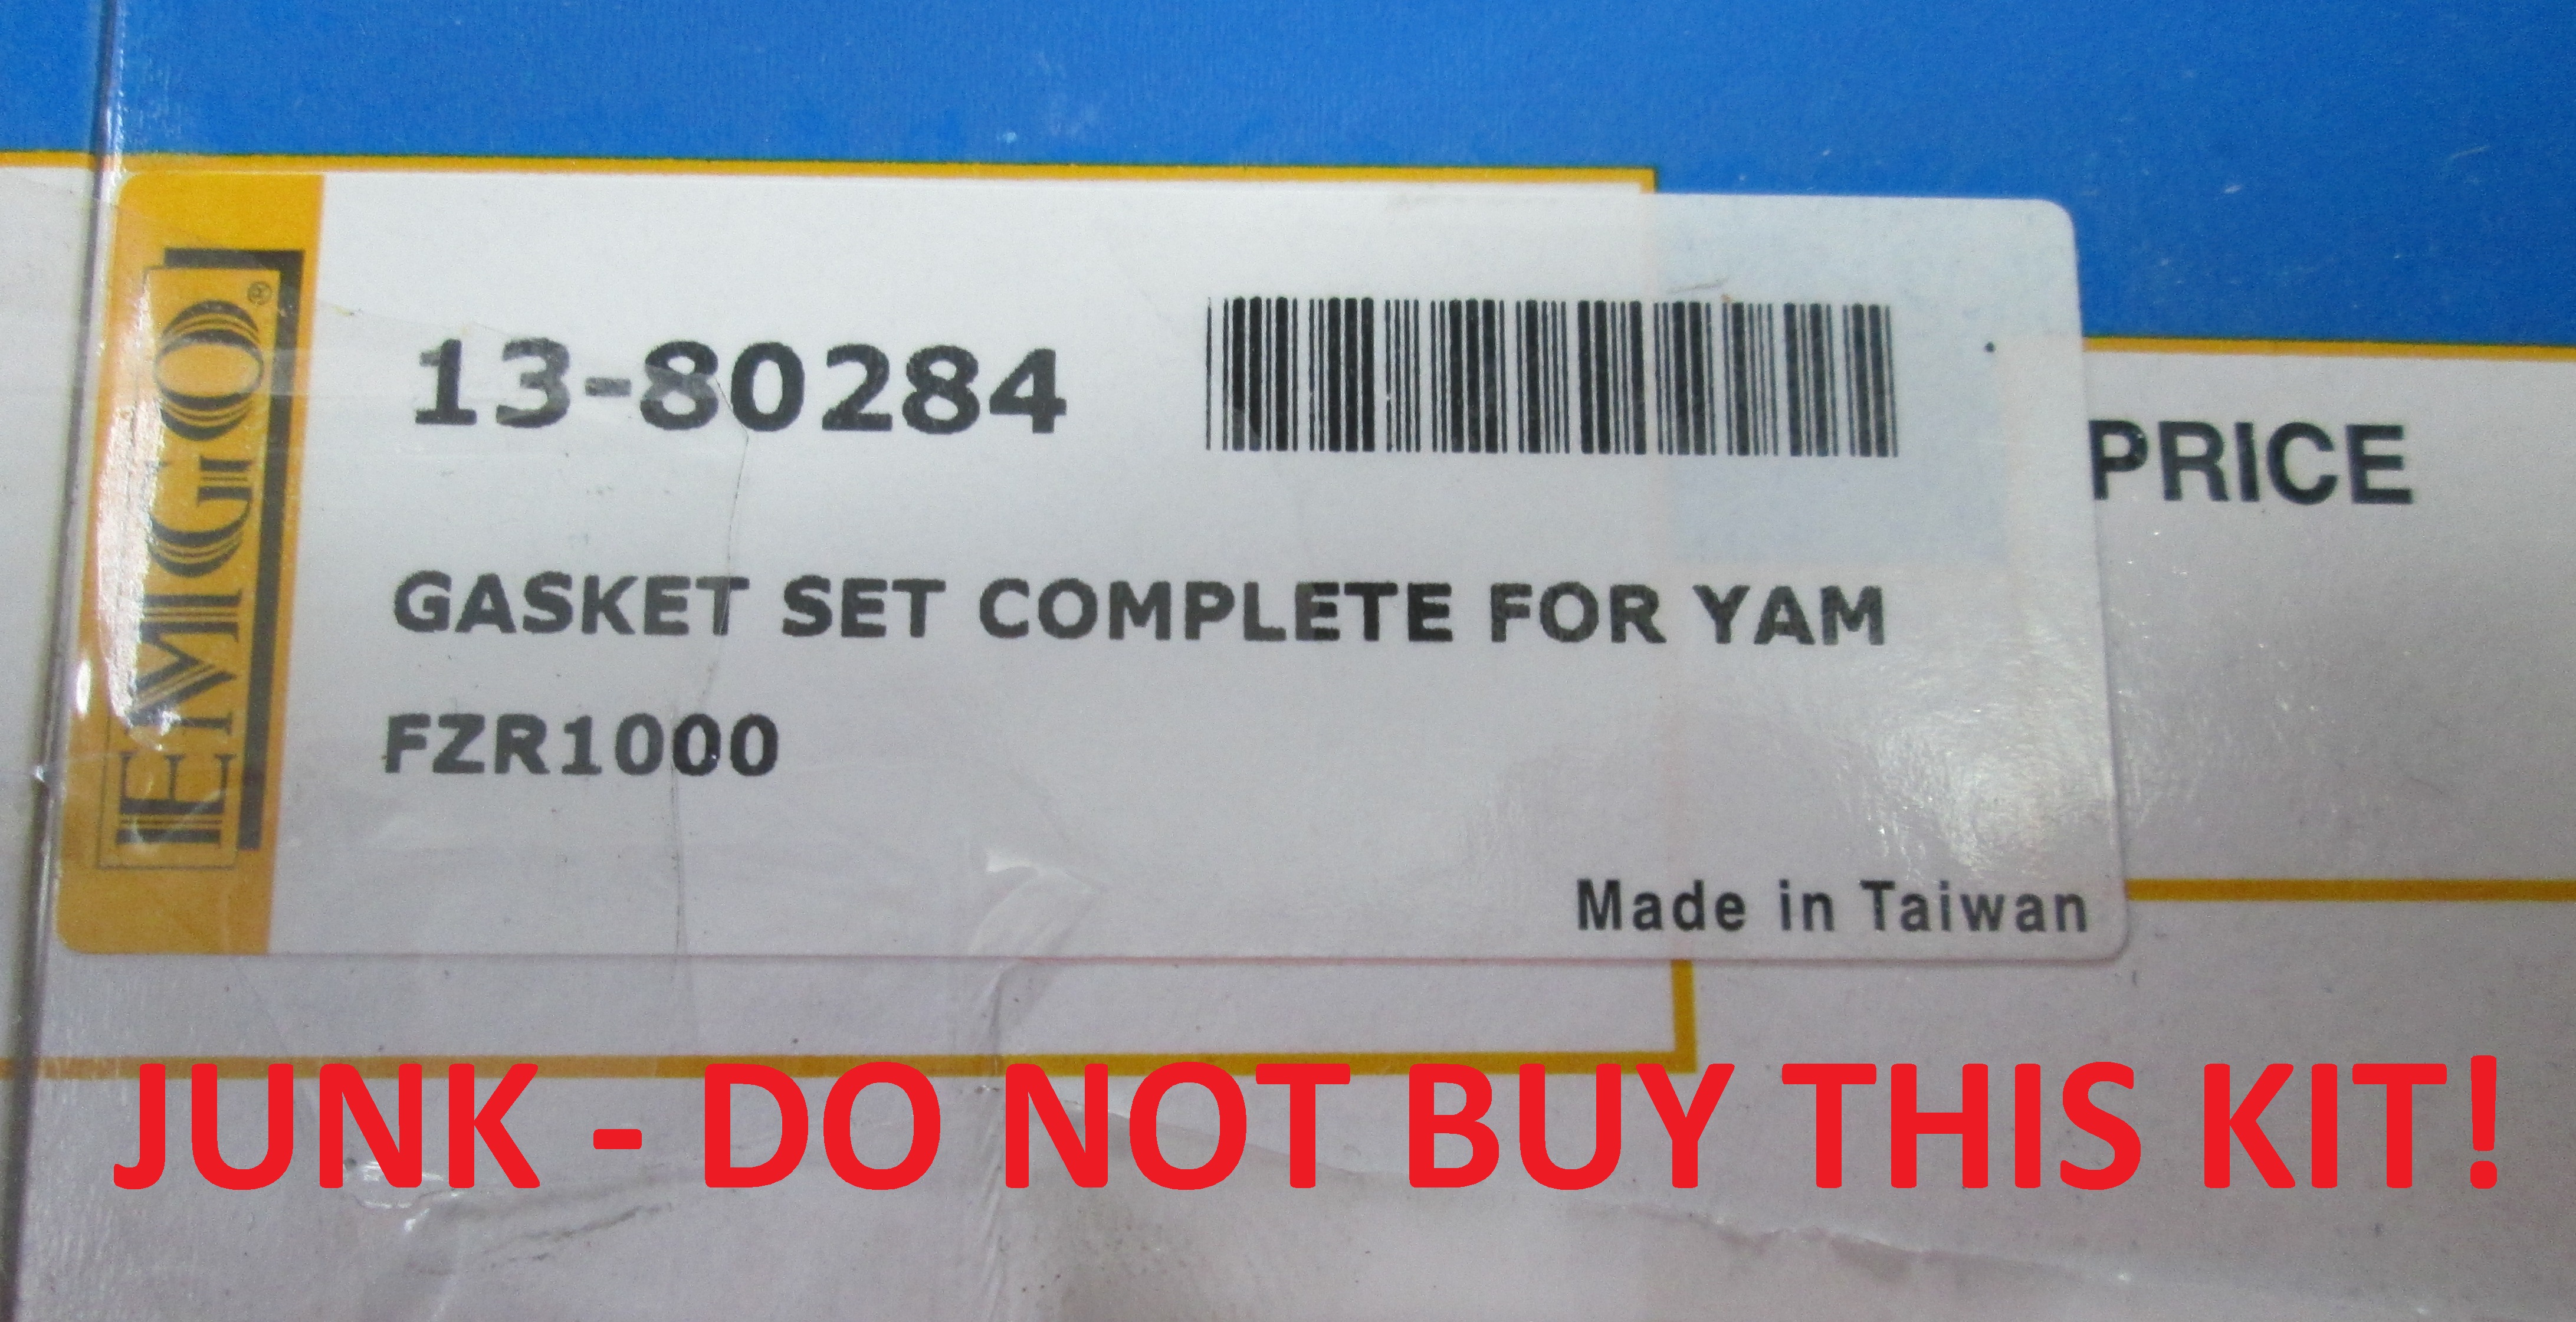 EMGO®
13-80284
PRICE
GASKET SET COMPLETE FOR YAM
FZR1000
Made in Taiwan
JUNK - DO NOT BUY THIS KIT!